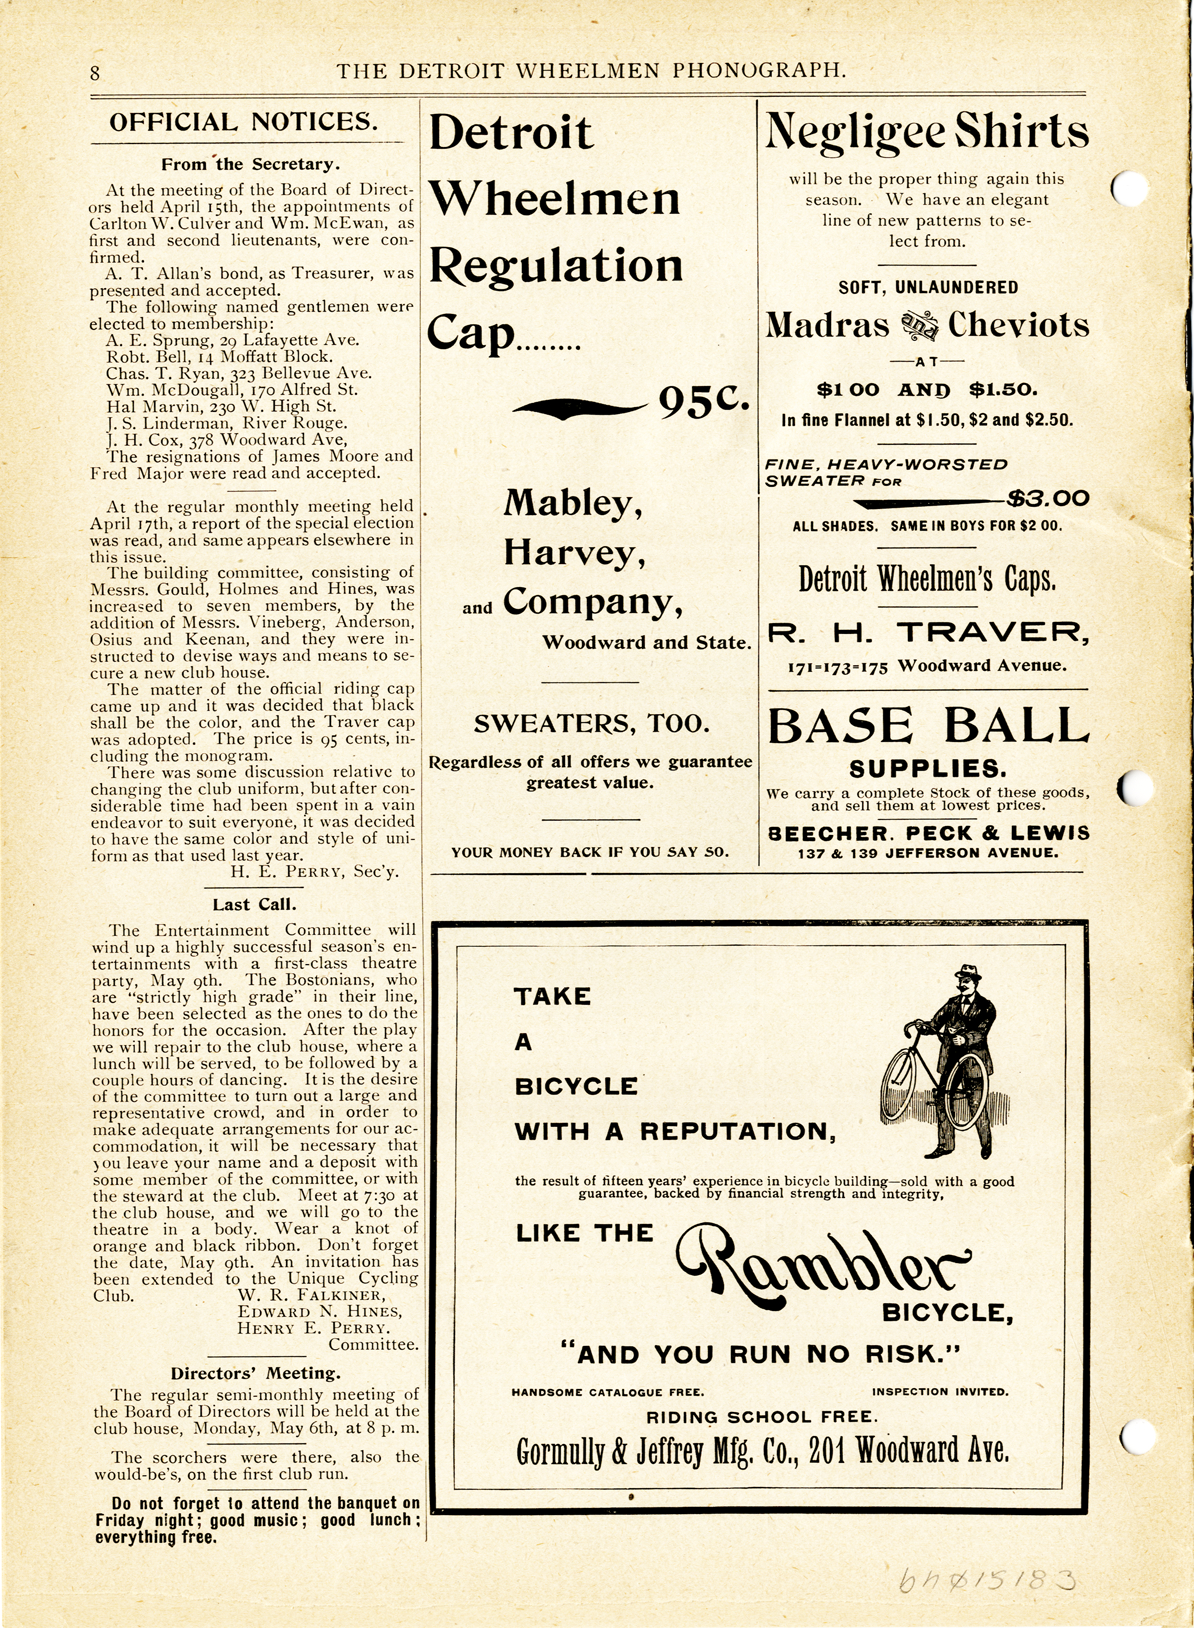 8
THE DETROIT WHEELMEN PHONOGRAPH.
OFFICIAL NOTICES.
From the Secretary.
At the meeting of the Board of Direct-
ors held April 15th, the appointments of
Carlton W. Culver and Wm. McEwan, as
first and second lieutenants, were con-
firmed.
A. T. Allan's bond, as Treasurer, was
presented and accepted.
The following named gentlemen were
elected to membership:
A. E. Sprung, 29 Lafayette Ave.
Robt. Bell, 14 Moffatt Block.
Chas. T. Ryan, 323 Bellevue Ave.
Wm. McDougall, 170 Alfred St.
Hal Marvin, 230 W. High St.
J. S. Linderman, River Rouge.
J. H. Cox, 378 Woodward Ave,
The resignations of James Moore and
Fred Major were read and accepted.
At the regular monthly meeting held
April 17th, a report of the special election
was read, and same appears elsewhere in
this issue.
The building committee, consisting of
Messrs. Gould, Holmes and Hines, was
increased to seven members, by the
addition of Messrs. Vineberg, Anderson,
Osius and Keenan, and they were in-
structed to devise ways and means to se-
cure a new club house.
The matter of the official riding cap
came up and it was decided that black
shall be the color, and the Traver cap
was adopted. The price is 95 cents, in-
cluding the monogram.
There was some discussion relative to
changing the club uniform, but after con-
siderable time had been spent in a vain
endeavor to suit everyone, it was decided
to have the same color and style of uni-
form as that used last year.
H. E. PERRY, Sec'y.
Last Call.
The Entertainment Committee will
wind up a highly successful season's en-
tertainments with a first-class theatre
party, May 9th. The Bostonians, who
are "strictly high grade" in their line,
have been selected as the ones to do the
honors for the occasion. After the play
we will repair to the club house, where a
lunch will be served, to be followed by a
couple hours of dancing. It is the desire
of the committee to turn out a large and
representative crowd, and in order to
make adequate arrangements for our ac-
commodation, it will be necessary that
you leave your name and a deposit with
some member of the committee, or with
the steward at the club. Meet at 7:30 at
the club house, and we will go to the
theatre in a body. Wear a knot of
orange and black ribbon. Don't forget
the date, May 9th. An invitation has
been extended to the Unique Cycling
Club. W. R. FALKINER,
EDWARD N. HINES,
HENRY E. PERRY.
Committee.
Directors' Meeting.
The regular semi-monthly meeting of
the Board of Directors will be held at the
club house, Monday, May 6th, at 8 p. m.
The scorchers were there, also the
would-be's, on the first club run.
Do not forget to attend the banquet on
Friday night; good music; good lunch;
everything free.
Detroit
Wheelmen
Regulation
Cap........
95c.
Mabley,
Harvey,
and Company,
Woodward and State.
SWEATERS, TOO.
Regardless of all offers we guarantee
greatest value.
YOUR MONEY BACK IF YOU SAY SO.
Negligee Shirts
will be the proper thing again this
season. We have an elegant
line of new patterns to se-
lect from.
SOFT, UNLAUNDERED
Madras and Cheviots
—AT—
$1 00 AND $1.50.
In fine Flannel at $1.50, $2 and $2.50.
FINE, HEAVY-WORSTED
SWEATER FOR
$3.00
ALL SHADES. SAME IN BOYS FOR $2 00.
Detroit Wheelmen's Caps.
R. H. TRAVER,
171=173=175 Woodward Avenue.
BASE BALL
SUPPLIES.
We carry a complete Stock of these goods,
and sell them at lowest prices.
BEECHER. PECK & LEWIS
137 & 139 JEFFERSON AVENUE.
TAKE
A
BICYCLE
WITH A REPUTATION,
the result of fifteen years' experience in bicycle building—sold with a good
guarantee, backed by financial strength and integrity,
LIKE THE Rambler
BICYCLE,
"AND YOU RUN NO RISK."
HANDSOME CATALOGUE FREE. INSPECTION INVITED.
RIDING SCHOOL FREE.
Gormully & Jeffrey Mfg. Co., 201 Woodward Ave.
bh015183